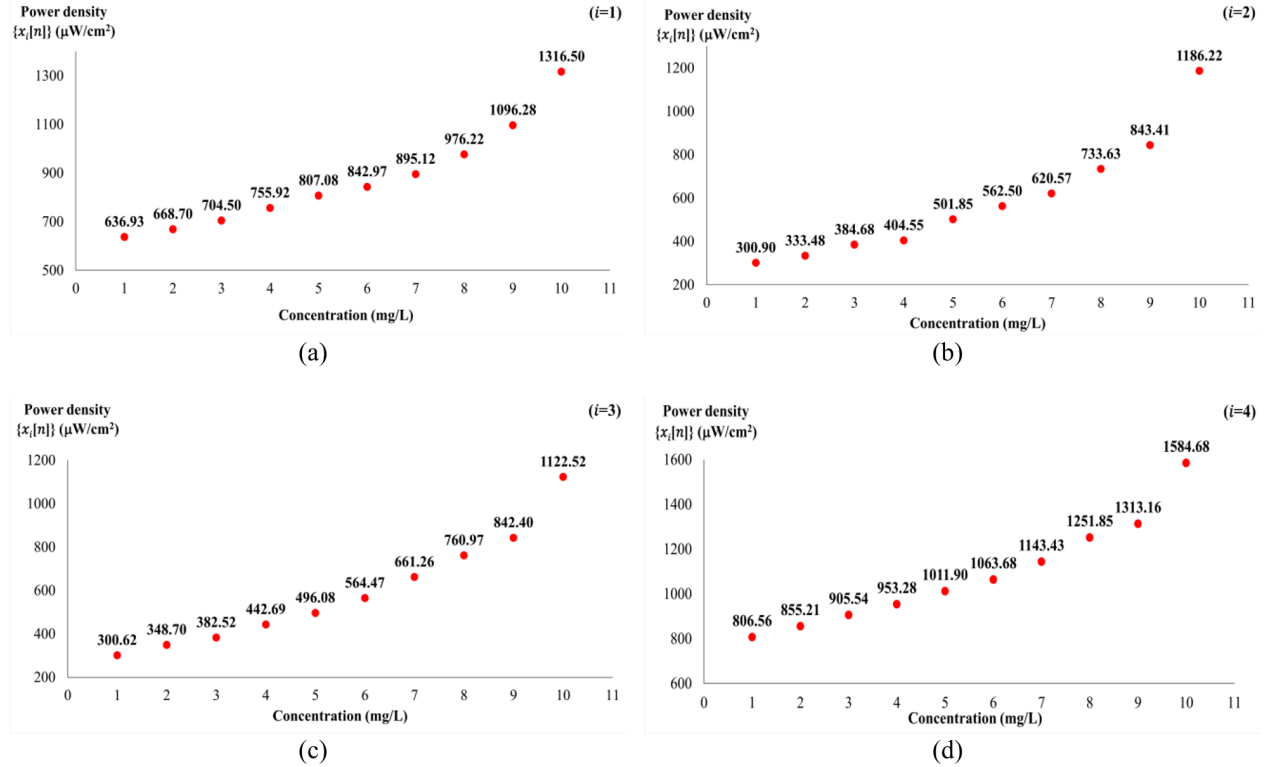 Power density
{xᵢ[n]} (μW/cm²)
(i=1)
1300
1100
900
700
500
636.93
668.70
704.50
755.92
807.08
842.97
895.12
976.22
1096.28
1316.50
0 1 2 3 4 5 6 7 8 9 10 11
Concentration (mg/L)
(a)
Power density
{xᵢ[n]} (μW/cm²)
(i=2)
1200
1000
800
600
400
200
300.90
333.48
384.68
404.55
501.85
562.50
620.57
733.63
843.41
1186.22
0 1 2 3 4 5 6 7 8 9 10 11
Concentration (mg/L)
(b)
Power density
{xᵢ[n]} (μW/cm²)
(i=3)
1200
1000
800
600
400
200
300.62
348.70
382.52
442.69
496.08
564.47
661.26
760.97
842.40
1122.52
0 1 2 3 4 5 6 7 8 9 10 11
Concentration (mg/L)
(c)
Power density
{xᵢ[n]} (μW/cm²)
(i=4)
1600
1400
1200
1000
800
600
806.56
855.21
905.54
953.28
1011.90
1063.68
1143.43
1251.85
1313.16
1584.68
0 1 2 3 4 5 6 7 8 9 10 11
Concentration (mg/L)
(d)